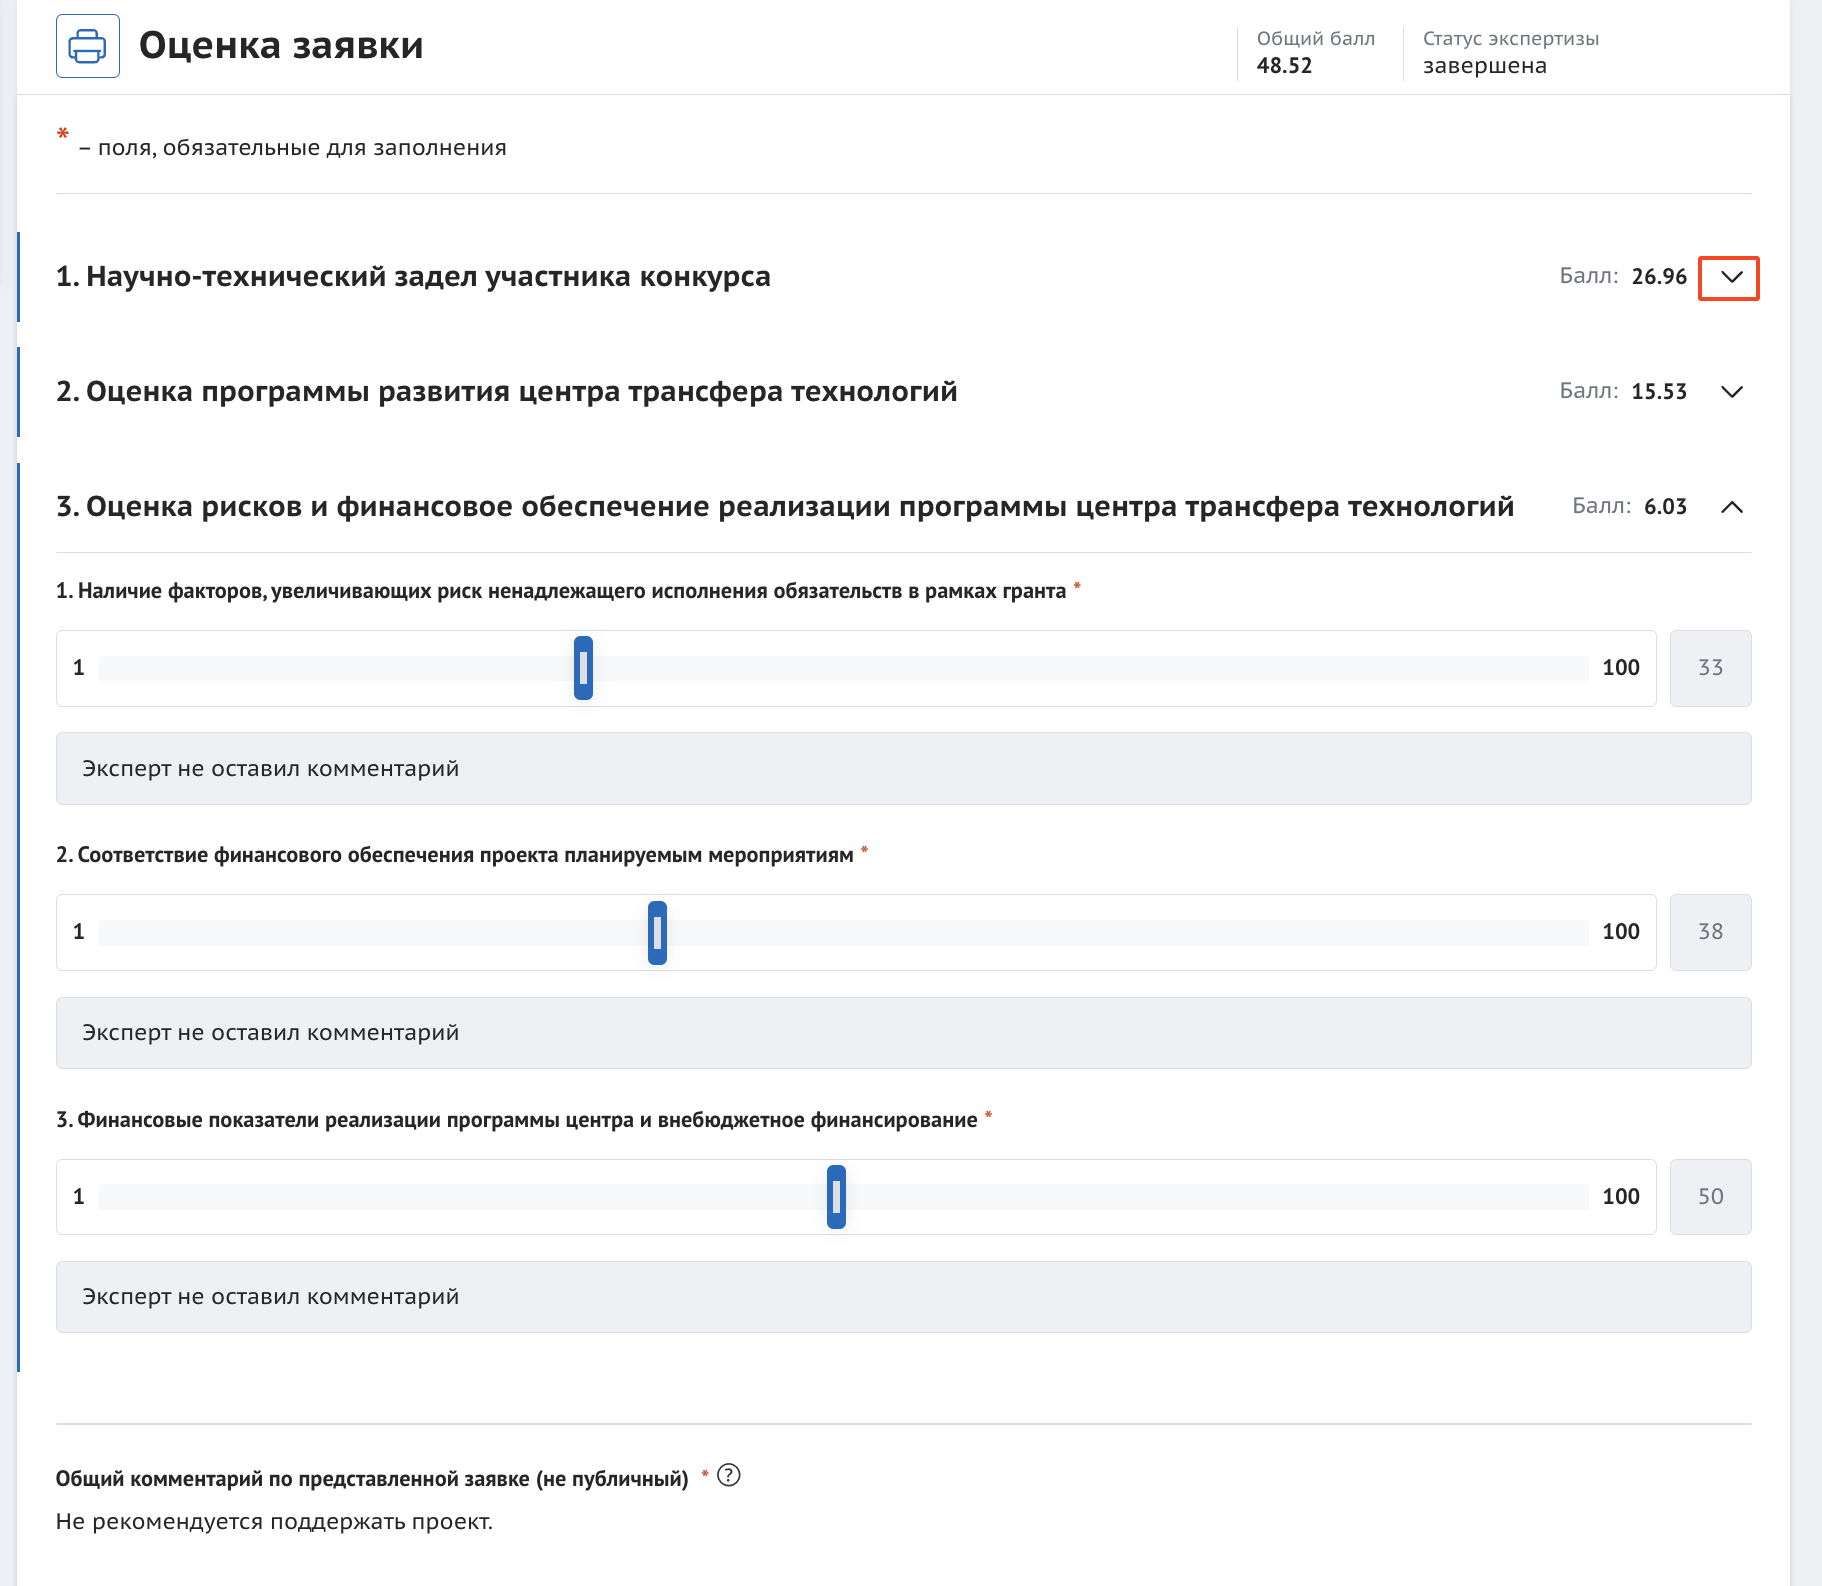 Оценка заявки
Общий балл
48.52
Статус экспертизы
завершена
* – поля, обязательные для заполнения
1. Научно-технический задел участника конкурса
Балл: 26.96
2. Оценка программы развития центра трансфера технологий
Балл: 15.53
3. Оценка рисков и финансовое обеспечение реализации программы центра трансфера технологий
Балл: 6.03
1. Наличие факторов, увеличивающих риск ненадлежащего исполнения обязательств в рамках гранта *
1 100 33
Эксперт не оставил комментарий
2. Соответствие финансового обеспечения проекта планируемым мероприятиям *
1 100 38
Эксперт не оставил комментарий
3. Финансовые показатели реализации программы центра и внебюджетное финансирование *
1 100 50
Эксперт не оставил комментарий
Общий комментарий по представленной заявке (не публичный) * ?
Не рекомендуется поддержать проект.